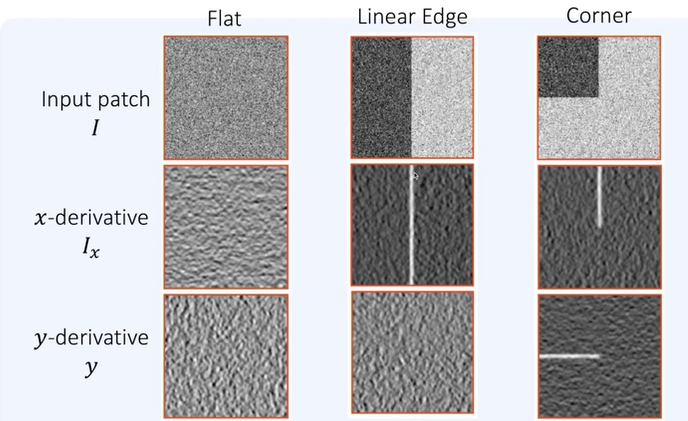 Flat Linear Edge Corner
Input patch
I
x-derivative
Iₓ
y-derivative
y